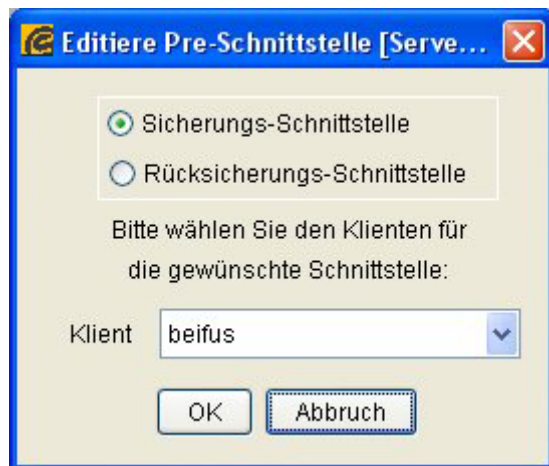 Editiere Pre-Schnittstelle [Serve...
Sicherungs-Schnittstelle
Rücksicherungs-Schnittstelle
Bitte wählen Sie den Klienten für
die gewünschte Schnittstelle:
Klient beifus
OK Abbruch